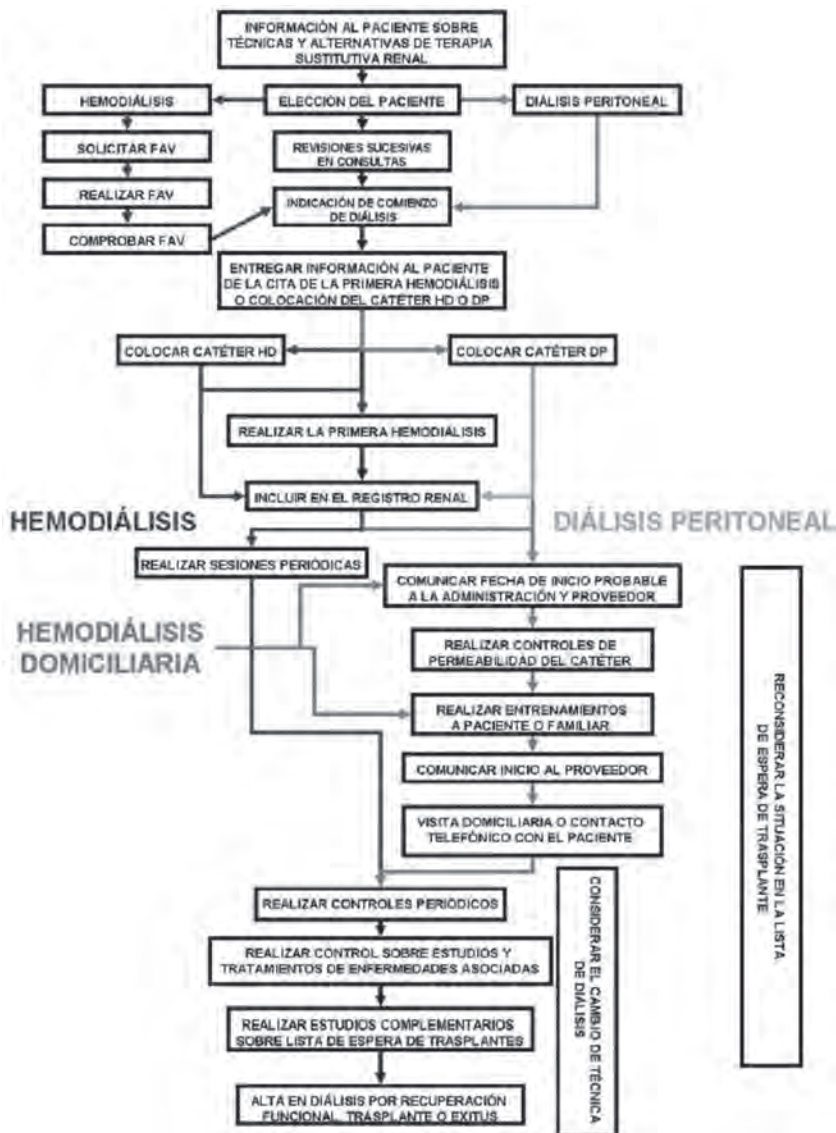 INFORMACIÓN AL PACIENTE SOBRE
TÉCNICAS Y ALTERNATIVAS DE TERAPIA
SUSTITUTIVA RENAL
HEMODIÁLISIS
ELECCIÓN DEL PACIENTE
DIÁLISIS PERITONEAL
SOLICITAR FAV
REVISIONES SUCESIVAS
EN CONSULTAS
REALIZAR FAV
INDICACIÓN DE COMIENZO
DE DIÁLISIS
COMPROBAR FAV
ENTREGAR INFORMACIÓN AL PACIENTE
DE LA CITA DE LA PRIMERA HEMODIÁLISIS
O COLOCACIÓN DEL CATÉTER HD O DP
COLOCAR CATÉTER HD
COLOCAR CATÉTER DP
REALIZAR LA PRIMERA HEMODIÁLISIS
INCLUIR EN EL REGISTRO RENAL
HEMODIÁLISIS
DIÁLISIS PERITONEAL
REALIZAR SESIONES PERIÓDICAS
COMUNICAR FECHA DE INICIO PROBABLE
A LA ADMINISTRACIÓN Y PROVEEDOR
HEMODIÁLISIS
DOMICILIARIA
REALIZAR CONTROLES DE
PERMEABILIDAD DEL CATÉTER
REALIZAR ENTRENAMIENTOS
A PACIENTE O FAMILIAR
COMUNICAR INICIO AL PROVEEDOR
VISITA DOMICILIARIA O CONTACTO
TELEFÓNICO CON EL PACIENTE
RECONSIDERAR LA SITUACIÓN EN LA LISTA
DE ESPERA DE TRASPLANTE
REALIZAR CONTROLES PERIÓDICOS
REALIZAR CONTROL SOBRE ESTUDIOS Y
TRATAMIENTOS DE ENFERMEDADES ASOCIADAS
REALIZAR ESTUDIOS COMPLEMENTARIOS
SOBRE LISTA DE ESPERA DE TRASPLANTES
ALTA EN DIÁLISIS POR RECUPERACIÓN
FUNCIONAL, TRASPLANTE O EXITUS
CONSIDERAR EL CAMBIO DE TÉCNICA
DE DIÁLISIS